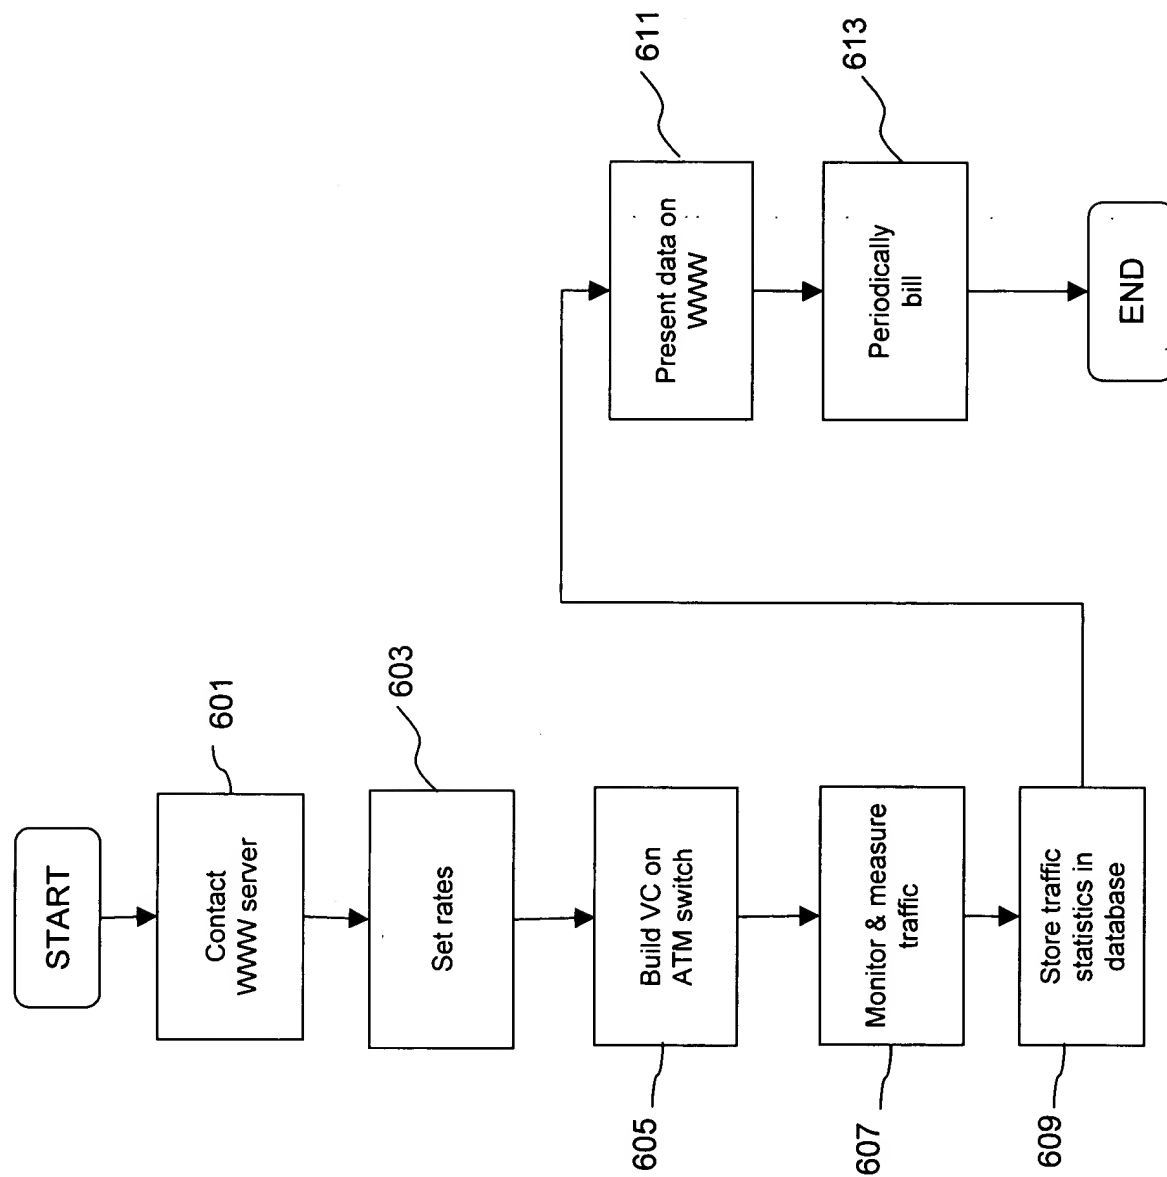 START
Contact
WWW server
601
Set rates
603
Build VC on
ATM switch
605
Monitor & measure
traffic
607
Store traffic
statistics in
database
609
Present data on
WWW
611
Periodically
bill
613
END